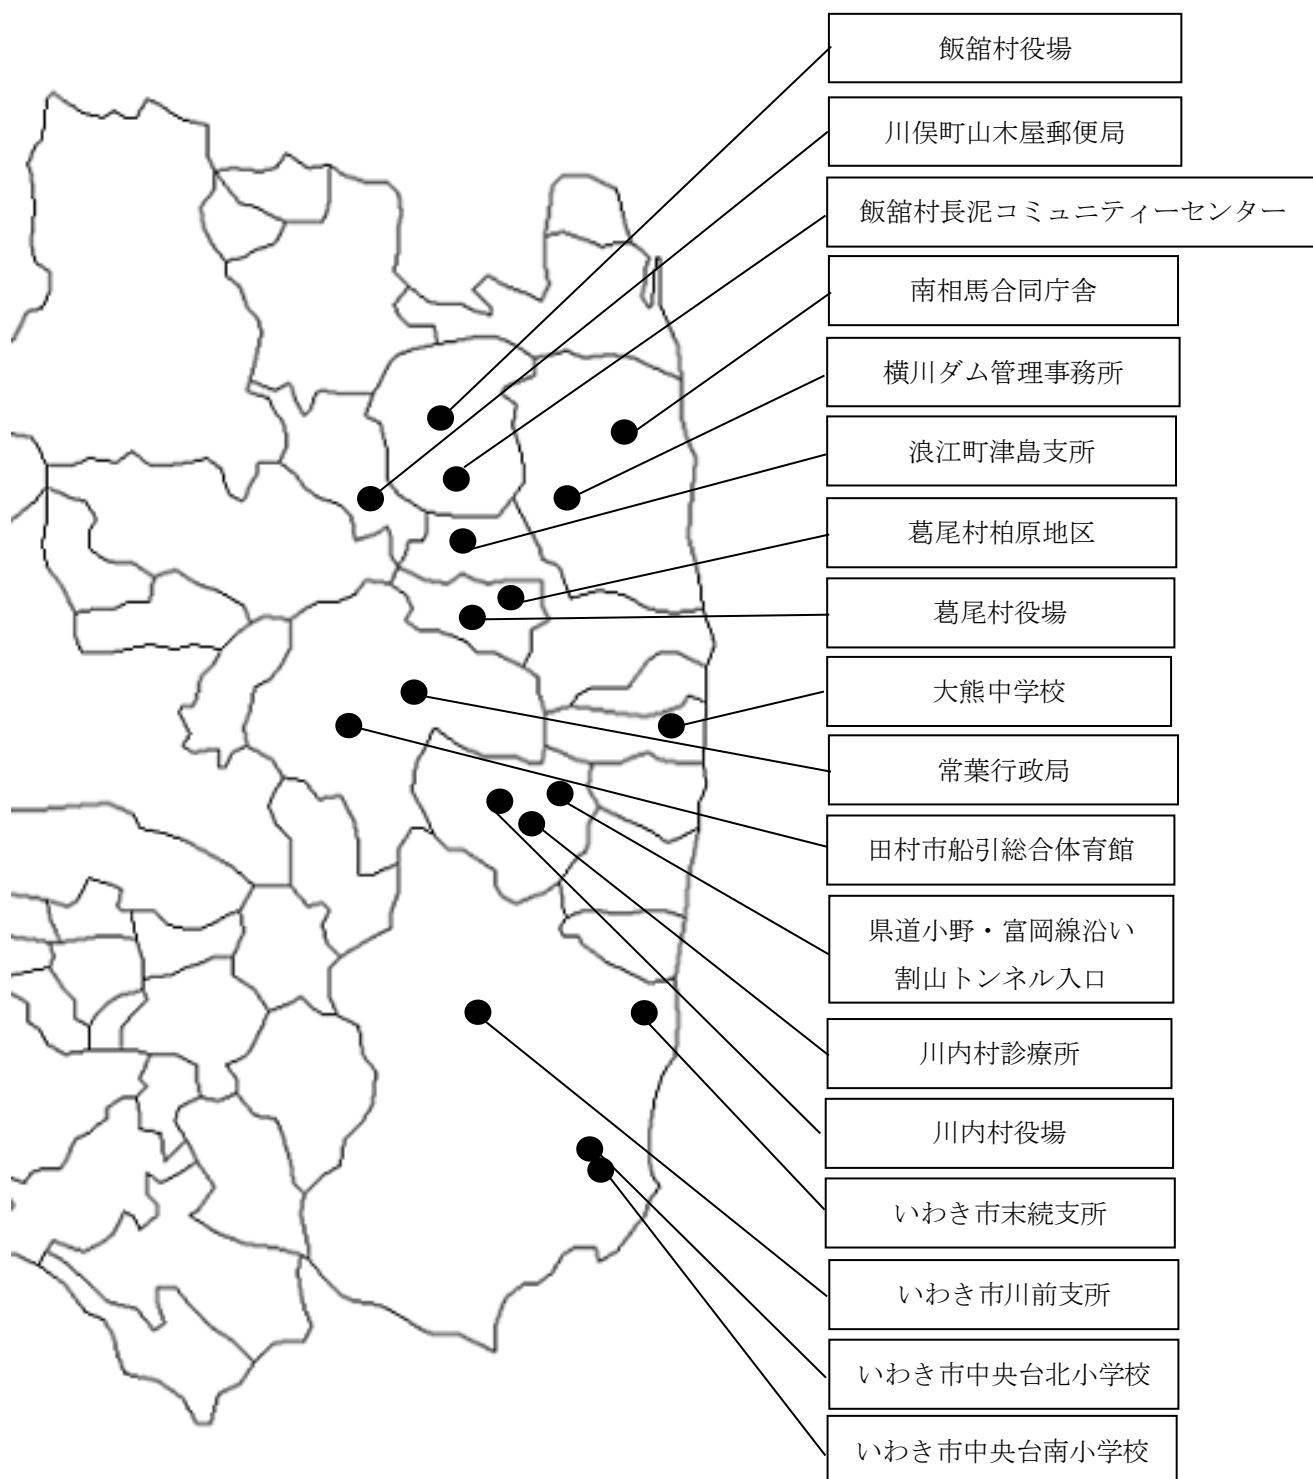 飯舘村役場
川俣町山木屋郵便局
飯舘村長泥コミュニティーセンター
南相馬合同庁舎
横川ダム管理事務所
浪江町津島支所
葛尾村柏原地区
葛尾村役場
大熊中学校
常葉行政局
田村市船引総合体育館
県道小野・富岡線沿い
割山トンネル入口
川内村診療所
川内村役場
いわき市末続支所
いわき市川前支所
いわき市中央台北小学校
いわき市中央台南小学校